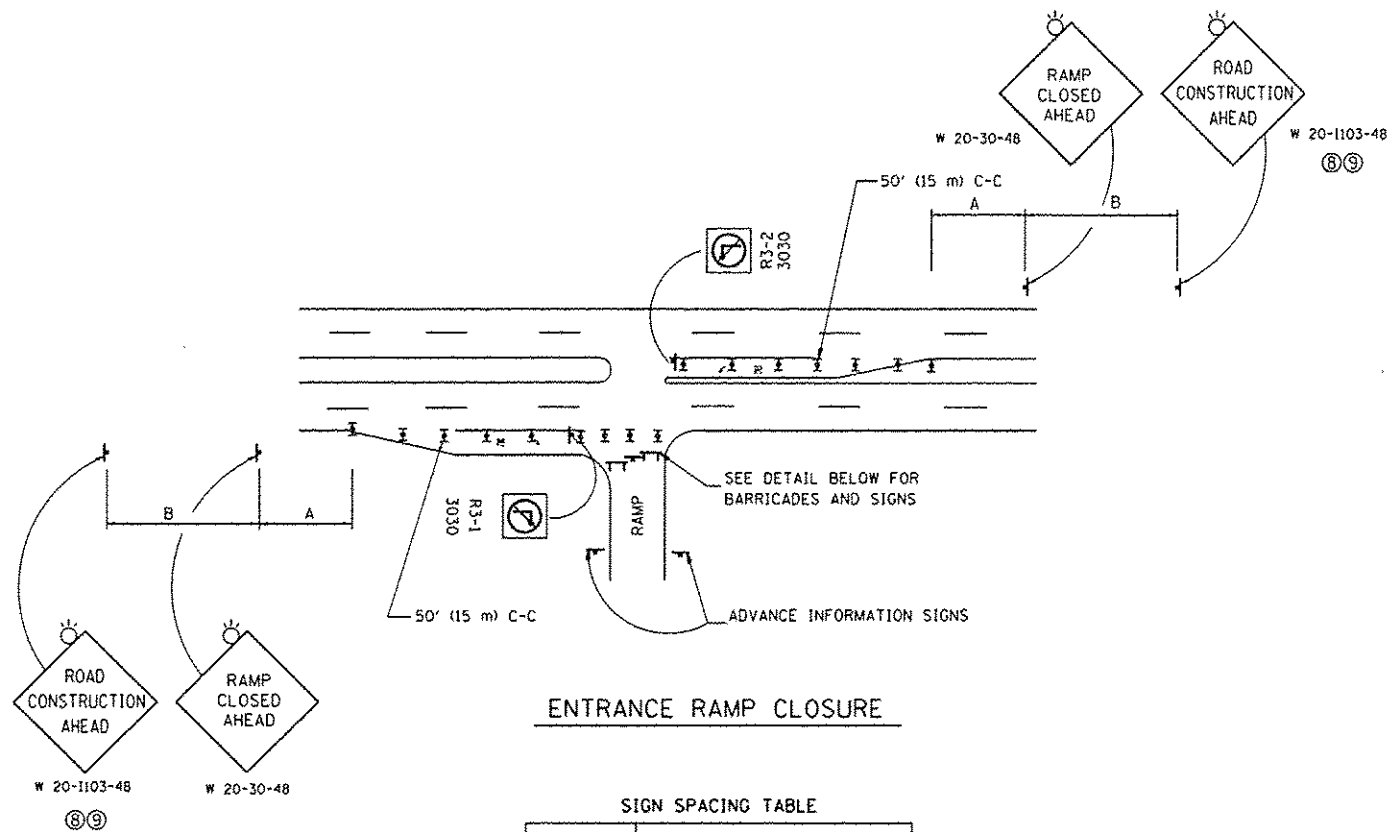 RAMP
CLOSED
AHEAD
W 20-30-48
ROAD
CONSTRUCTION
AHEAD
W 20-1103-48
⑧⑨
50' (15 m) C-C
A
B
R3-2
3030
SEE DETAIL BELOW FOR
BARRICADES AND SIGNS
B
A
R3-1
3030
RAMP
50' (15 m) C-C
ADVANCE INFORMATION SIGNS
ROAD
CONSTRUCTION
AHEAD
W 20-1103-48
⑧⑨
RAMP
CLOSED
AHEAD
W 20-30-48
ENTRANCE RAMP CLOSURE
SIGN SPACING TABLE